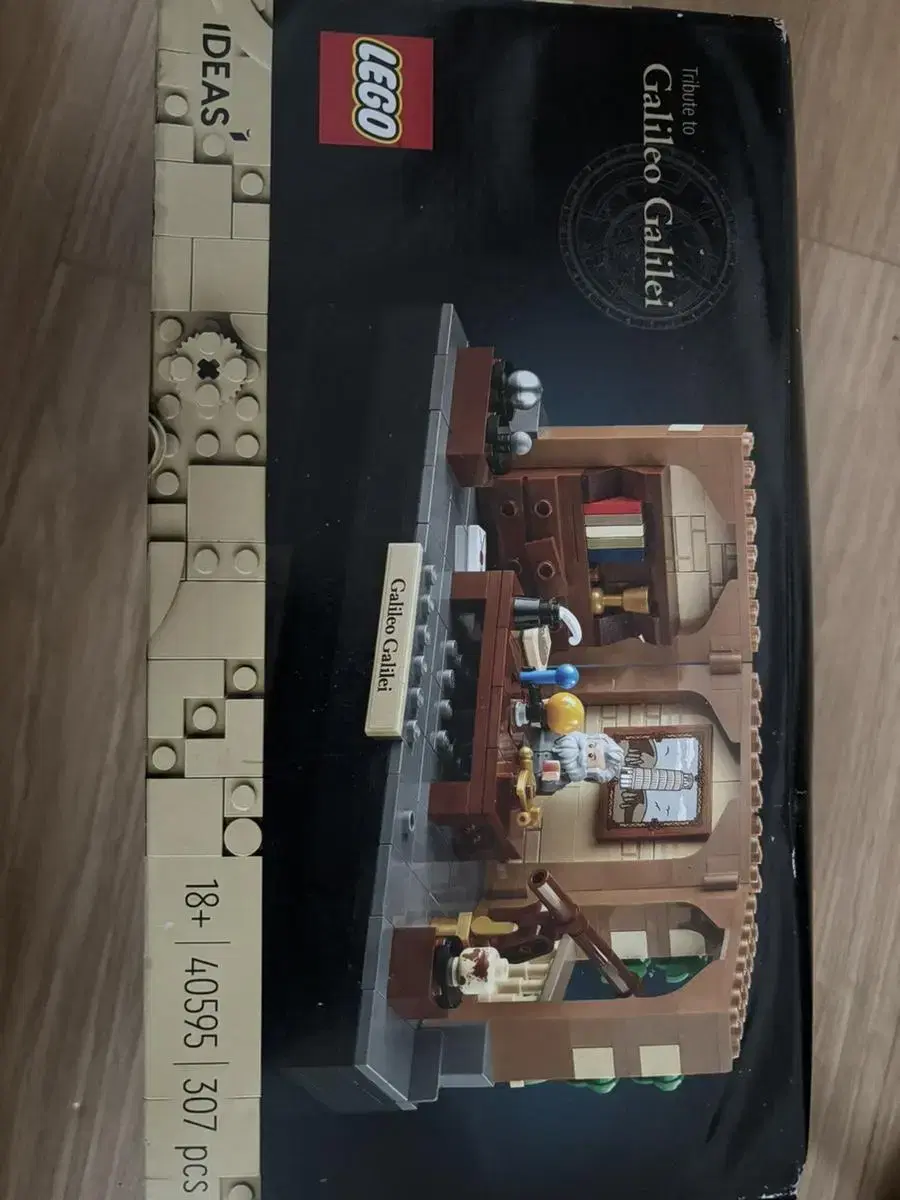 LEGO
Tribute to
Galileo Galilei
Galileo Galilei
IDEAS
18+ | 40595 | 307 pcs